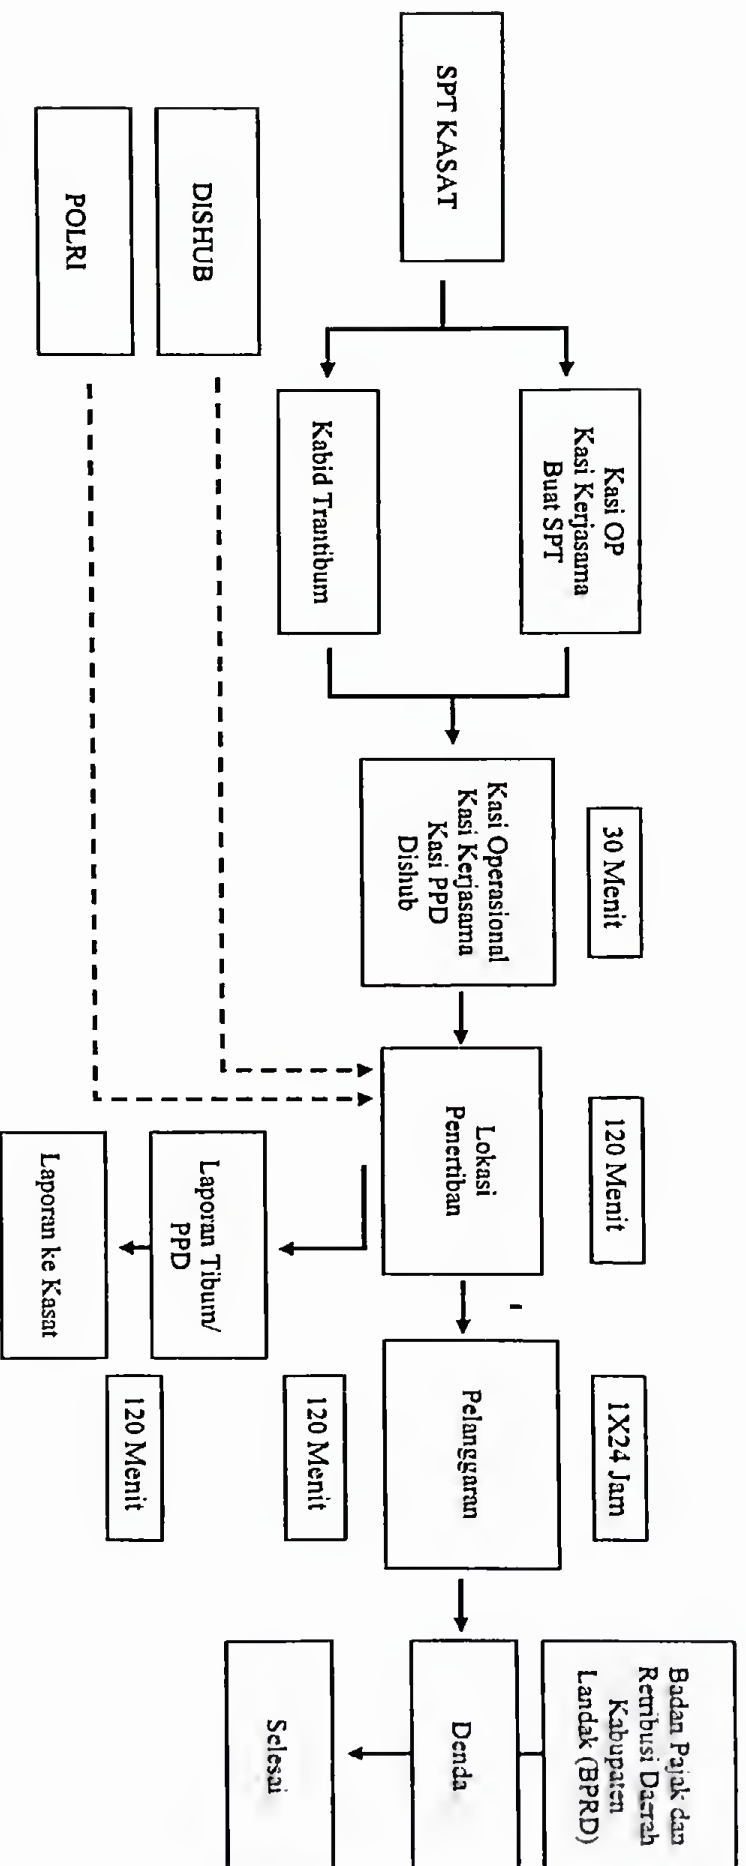 SPT KASAT
Kasi OP
Kasi Kerjasama
Buat SPT
Kabid Trantibum
DISHUB
POLRI
30 Menit
Kasi Operasional
Kasi Kerjasama
Kasi PPD
Dishub
120 Menit
Lokasi
Penertiban
Laporan Tibum/
PPD
Laporan ke Kasat
1X24 Jam
Pelanggaran
120 Menit
120 Menit
Badan Pajak dan
Retribusi Daerah
Kabupaten
Landak (BPRD)
Denda
Selesai